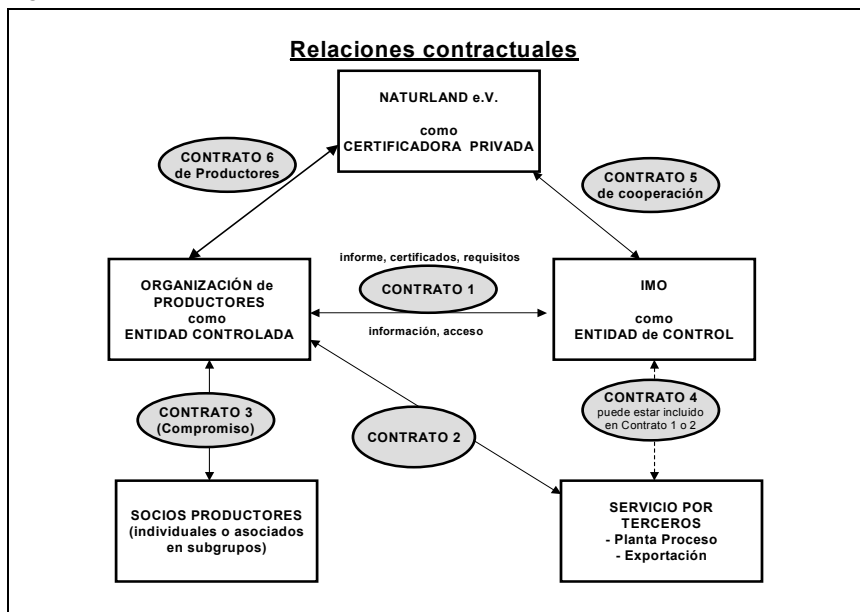 Relaciones contractuales
NATURLAND e.V.
como
CERTIFICADORA PRIVADA
CONTRATO 6
de Productores
CONTRATO 5
de cooperación
informe, certificados, requisitos
ORGANIZACIÓN de
PRODUCTORES
como
ENTIDAD CONTROLADA
CONTRATO 1
IMO
como
ENTIDAD de CONTROL
información, acceso
CONTRATO 3
(Compromiso)
CONTRATO 2
CONTRATO 4
puede estar incluido
en Contrato 1 o 2
SOCIOS PRODUCTORES
(individuales o asociados
en subgrupos)
SERVICIO POR
TERCEROS
- Planta Proceso
- Exportación